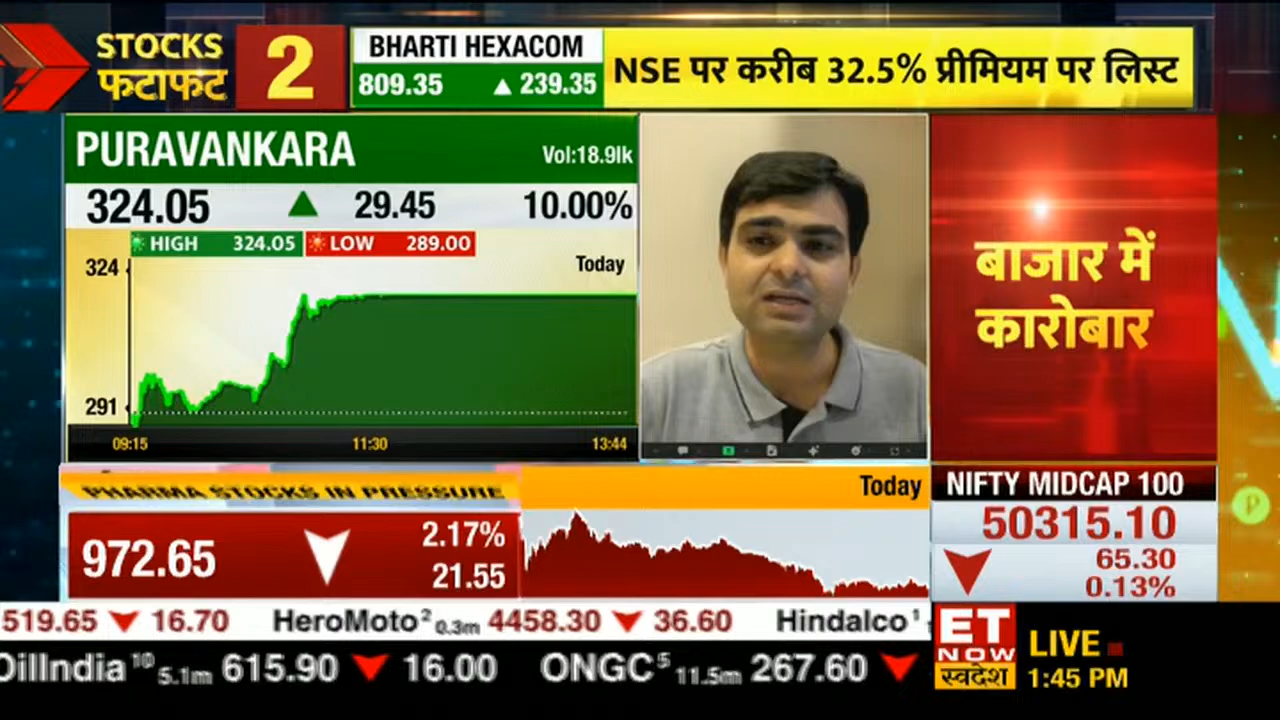 STOCKS
फटाफट
2
BHARTI HEXACOM
809.35 ▲ 239.35
NSE पर करीब 32.5% प्रीमियम पर लिस्ट
PURAVANKARA
Vol:18.9lk
324.05 ▲ 29.45 10.00%
HIGH 324.05 LOW 289.00
Today
324
291
09:15 11:30 13:44
बाजार में
कारोबार
PHARMA STOCKS IN PRESSURE
Today
972.65 ▼ 2.17%
21.55
NIFTY MIDCAP 100
50315.10
▼ 65.30
0.13%
519.65 ▼ 16.70 HeroMoto² 0.3m 4458.30 ▼ 36.60 Hindalco¹
OilIndia¹⁰ 5.1m 615.90 ▼ 16.00 ONGC⁵ 11.5m 267.60 ▼
ET
NOW
स्वदेश
LIVE
1:45 PM